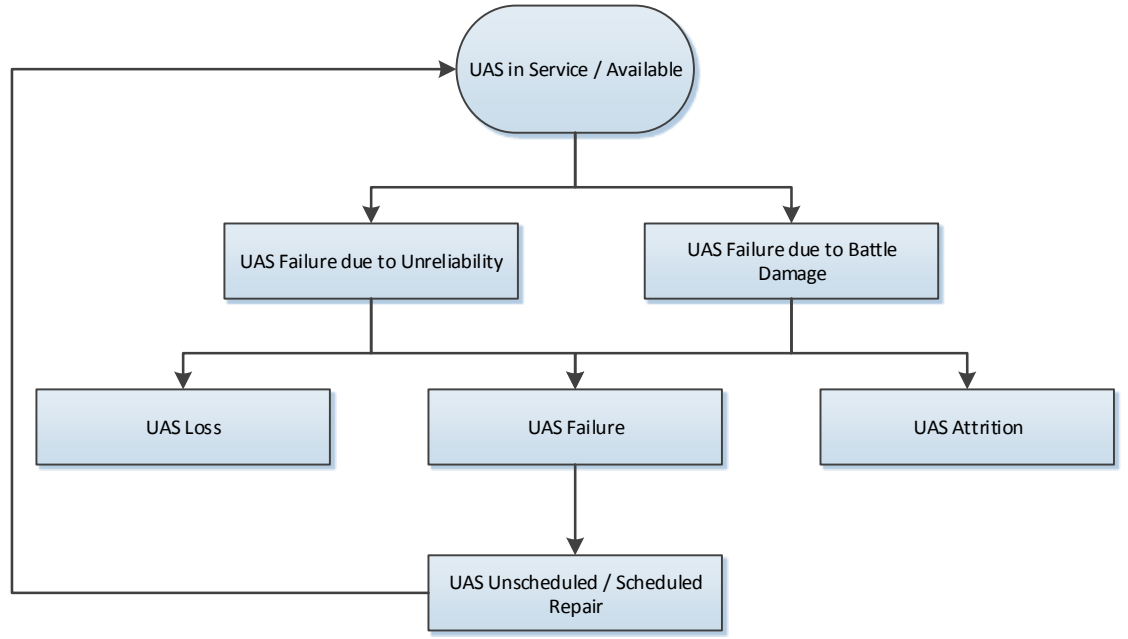 UAS in Service / Available
UAS Failure due to Unreliability
UAS Failure due to Battle
Damage
UAS Loss
UAS Failure
UAS Attrition
UAS Unscheduled / Scheduled
Repair